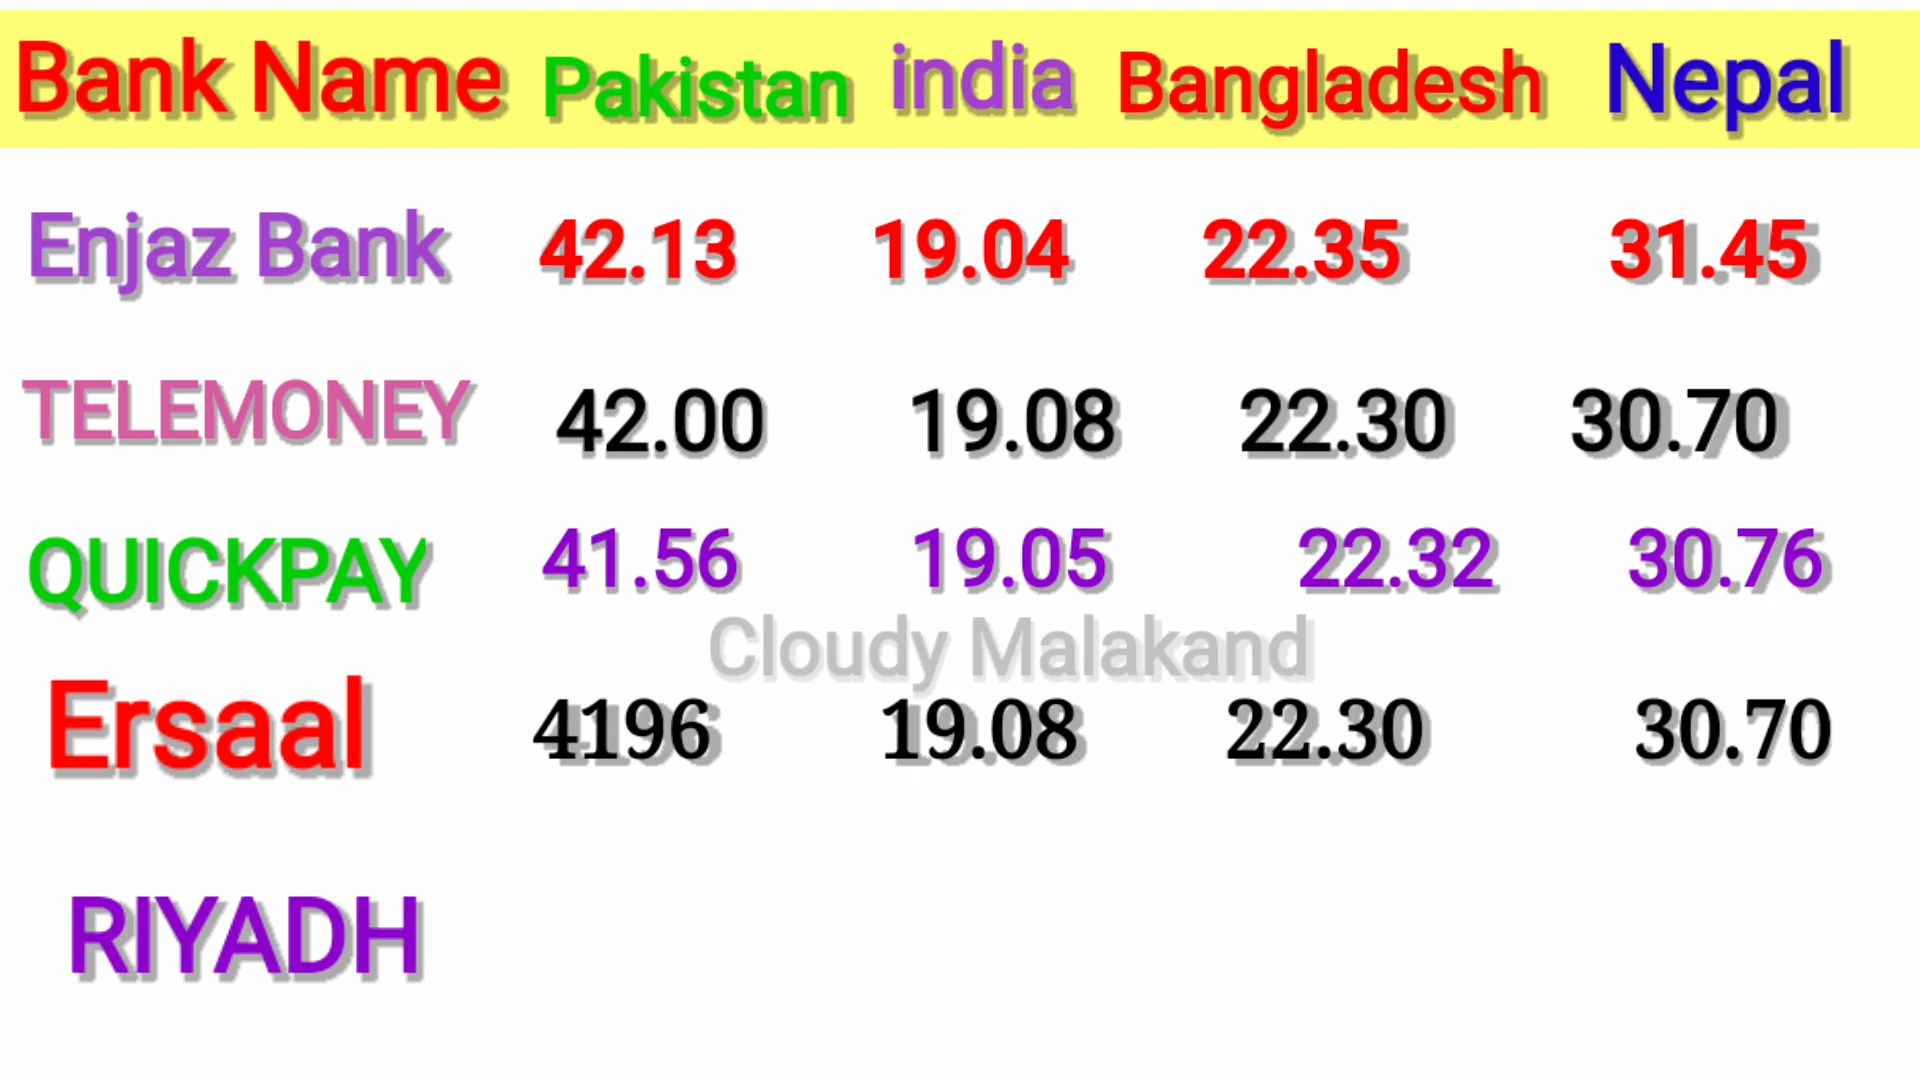 Bank Name Pakistan india Bangladesh Nepal
Enjaz Bank 42.13 19.04 22.35 31.45
TELEMONEY 42.00 19.08 22.30 30.70
QUICKPAY 41.56 19.05 22.32 30.76
Cloudy Malakand
Ersaal 4196 19.08 22.30 30.70
RIYADH